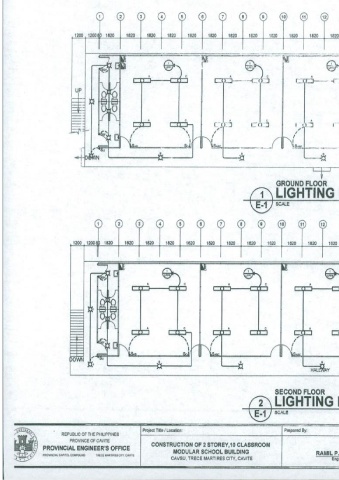 1 2 3 4 5 6 7 8 9 10 11 12
1200 1200 1820 1820 1820 1820 1820 1820 1820 1820 1820 1820
UP
DOWN
1
E-1
GROUND FLOOR
LIGHTING
SCALE
1 2 3 4 5 6 7 8 9 10 11 12
1200 1200 1820 1820 1820 1820 1820 1820 1820 1820 1820 1820
DOWN
HALLWAY
2
E-1
SECOND FLOOR
LIGHTING
SCALE
REPUBLIC OF THE PHILIPPINES
PROVINCE OF CAVITE
PROVINCIAL ENGINEER'S OFFICE
PROVINCIAL CAPITOL COMPOUND TRECE MARTIRES CITY, CAVITE
Project Title / Location:
CONSTRUCTION OF 2 STOREY,10 CLASSROOM
MODULAR SCHOOL BUILDING
TRECE MARTIRES CITY, CAVITE
Prepared By:
RAMIL P.